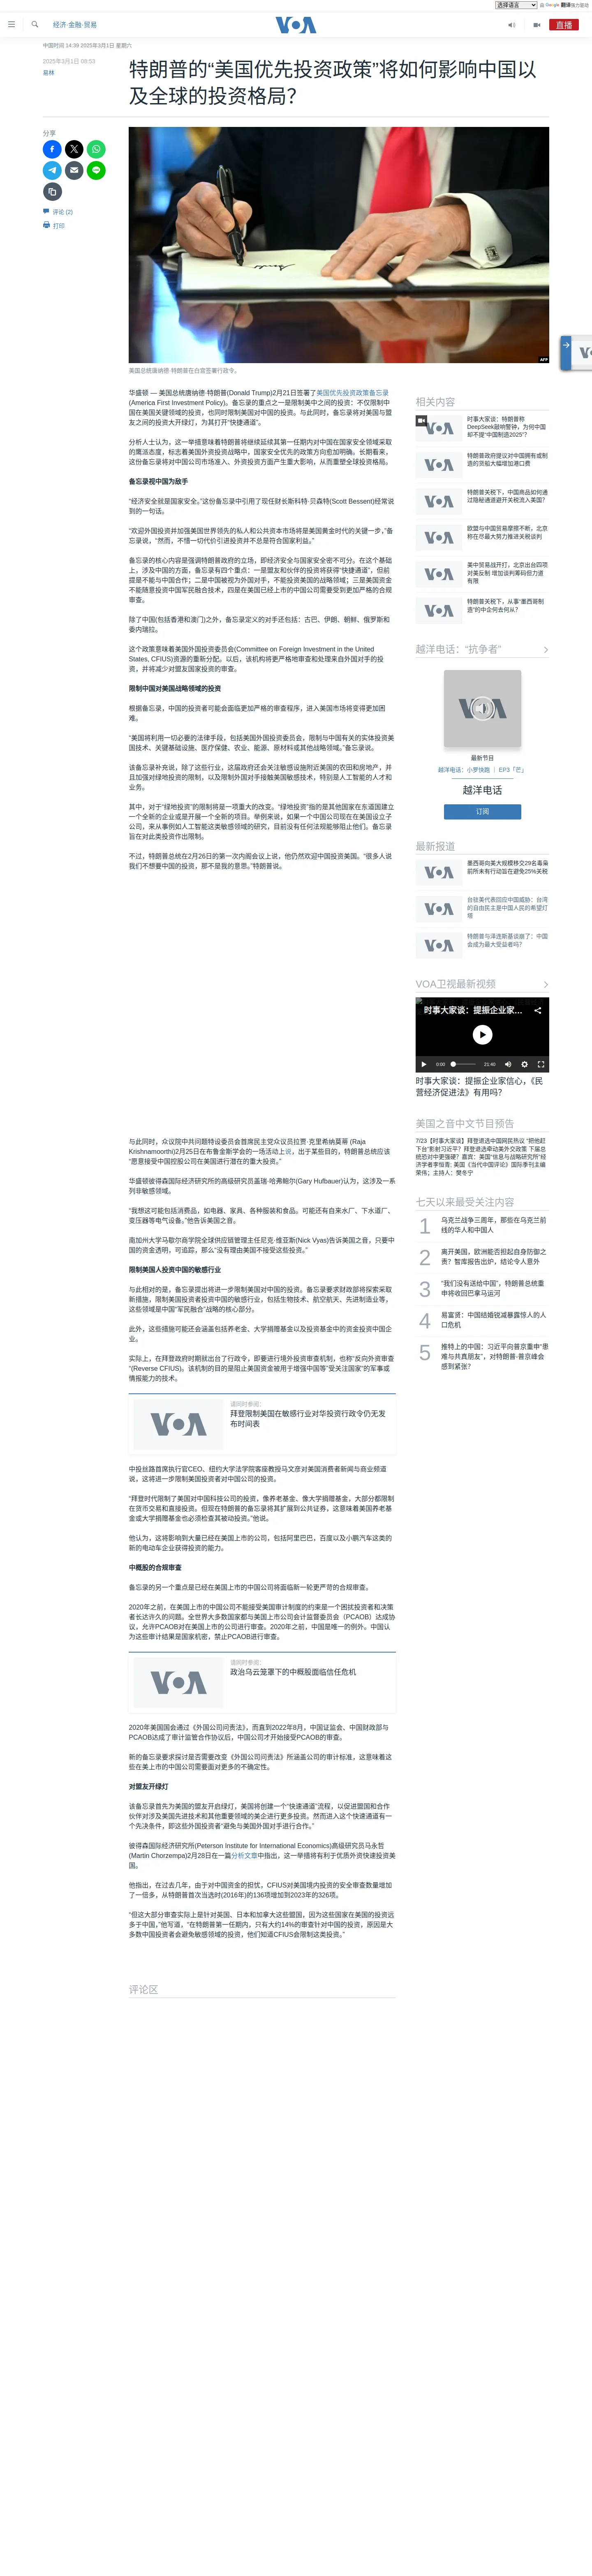 选择语言
由 Google 翻译强力驱动
经济·金融·贸易
VOA
直播
中国时间 14:39 2025年3月1日 星期六
2025年3月1日 08:53
易林
特朗普的“美国优先投资政策”将如何影响中国以
及全球的投资格局？
分享
评论 (2)
打印
AFP
美国总统唐纳德·特朗普在白宫签署行政令。
华盛顿 — 美国总统唐纳德·特朗普(Donald Trump)2月21日签署了美国优先投资政策备忘录
(America First Investment Policy)。备忘录的重点之一是限制美中之间的投资：不仅限制中
国在美国关键领域的投资，也同时限制美国对中国的投资。与此同时，备忘录将对美国与盟
友之间的投资大开绿灯，为其打开“快捷通道”。
分析人士认为，这一举措意味着特朗普将继续延续其第一任期内对中国在国家安全领域采取
的鹰派态度，标志着美国外资投资战略中，国家安全优先的政策方向愈加明确。长期看来，
这份备忘录将对中国公司市场准入、外资投资方面产生重大影响，从而重塑全球投资格局。
备忘录视中国为敌手
“经济安全就是国家安全。”这份备忘录中引用了现任财长斯科特·贝森特(Scott Bessent)经常说
到的一句话。
“欢迎外国投资并加强美国世界领先的私人和公共资本市场将是美国黄金时代的关键一步，”备
忘录说，“然而，不惜一切代价引进投资并不总是符合国家利益。”
备忘录的核心内容是强调特朗普政府的立场，即经济安全与国家安全密不可分。在这个基础
上，涉及中国的方面，备忘录有四个重点：一是盟友和伙伴的投资将获得“快捷通道”，但前
提是不能与中国合作；二是中国被视为外国对手，不能投资美国的战略领域；三是美国资金
不能随意投资中国军民融合技术，四是在美国已经上市的中国公司需要受到更加严格的合规
审查。
除了中国(包括香港和澳门)之外，备忘录定义的对手还包括：古巴、伊朗、朝鲜、俄罗斯和
委内瑞拉。
这个政策意味着美国外国投资委员会(Committee on Foreign Investment in the United
States, CFIUS)资源的重新分配。以后，该机构将更严格地审查和处理来自外国对手的投
资，并将减少对盟友国家投资的审查。
限制中国对美国战略领域的投资
根据备忘录，中国的投资者可能会面临更加严格的审查程序，进入美国市场将变得更加困
难。
“美国将利用一切必要的法律手段，包括美国外国投资委员会，限制与中国有关的实体投资美
国技术、关键基础设施、医疗保健、农业、能源、原材料或其他战略领域。”备忘录说。
该备忘录补充说，除了这些行业，这届政府还会关注敏感设施附近美国的农田和房地产，并
且加强对绿地投资的限制，以及限制外国对手接触美国敏感技术，特别是人工智能的人才和
业务。
其中，对于“绿地投资”的限制将是一项重大的改变。“绿地投资”指的是其他国家在东道国建立
一个全新的企业或是开展一个全新的项目。举例来说，如果一个中国公司现在在美国设立子
公司，来从事例如人工智能这类敏感领域的研究，目前没有任何法规能够阻止他们。备忘录
旨在对此类投资作出限制。
不过，特朗普总统在2月26日的第一次内阁会议上说，他仍然欢迎中国投资美国。“很多人说
我们不想要中国的投资，那不是我的意思。”特朗普说。
与此同时，众议院中共问题特设委员会首席民主党众议员拉贾·克里希纳莫蒂 (Raja
Krishnamoorthi)2月25日在布鲁金斯学会的一场活动上说，出于某些目的，特朗普总统应该
“愿意接受中国控股公司在美国进行潜在的重大投资。”
华盛顿彼得森国际经济研究所的高级研究员盖瑞·哈弗鲍尔(Gary Hufbauer)认为，这涉及一系
列非敏感领域。
“我想这可能包括消费品，如电器、家具、各种服装和食品。可能还有自来水厂、下水道厂、
变压器等电气设备。”他告诉美国之音。
南加州大学马歇尔商学院全球供应链管理主任尼克·维亚斯(Nick Vyas)告诉美国之音，只要中
国的资金透明，可追踪，那么“没有理由美国不接受这些投资。”
限制美国人投资中国的敏感行业
与此相对的是，备忘录提出将进一步限制美国对中国的投资。备忘录要求财政部将探索采取
新措施，限制美国投资者投资中国的敏感行业，包括生物技术、航空航天、先进制造业等，
这些领域是中国“军民融合”战略的核心部分。
此外，这些措施可能还会涵盖包括养老金、大学捐赠基金以及投资基金中的资金投资中国企
业。
实际上，在拜登政府时期就出台了行政令，即要进行境外投资审查机制，也称“反向外资审查
”(Reverse CFIUS)。该机制的目的是阻止美国资金被用于增强中国等“受关注国家”的军事或
情报能力的技术。
请同时参阅：
拜登限制美国在敏感行业对华投资行政令仍无发
布时间表
中投丝路首席执行官CEO、纽约大学法学院客座教授马文彦对美国消费者新闻与商业频道
说，这将进一步限制美国投资者对中国公司的投资。
“拜登时代限制了美国对中国科技公司的投资，像养老基金、像大学捐赠基金，大部分都限制
在货币交易和直接投资。但现在特朗普的备忘录将其扩展到公共证券，这意味着美国养老基
金或大学捐赠基金也必须检查其被动投资。”他说。
他认为，这将影响到大量已经在美国上市的公司，包括阿里巴巴，百度以及小鹏汽车这类的
新的电动车企业获得投资的能力。
中概股的合规审查
备忘录的另一个重点是已经在美国上市的中国公司将面临新一轮更严苛的合规审查。
2020年之前，在美国上市的中国公司不能接受美国审计制度的约束是一个困扰投资者和决策
者长达许久的问题。全世界大多数国家都与美国上市公司会计监督委员会（PCAOB）达成协
议，允许PCAOB对在美国上市的公司进行审查。2020年之前，中国是唯一的例外。中国认
为这些审计结果是国家机密，禁止PCAOB进行审查。
请同时参阅：
政治乌云笼罩下的中概股面临信任危机
2020年美国国会通过《外国公司问责法》，而直到2022年8月，中国证监会、中国财政部与
PCAOB达成了审计监管合作协议后，中国公司才开始接受PCAOB的审查。
新的备忘录要求探讨是否需要改变《外国公司问责法》所涵盖公司的审计标准，这意味着这
些在美上市的中国公司需要面对更多的不确定性。
对盟友开绿灯
该备忘录首先为美国的盟友开启绿灯，美国将创建一个“快速通道”流程，以促进盟国和合作
伙伴对涉及美国先进技术和其他重要领域的美企进行更多投资。然而进入这个快速通道有一
个先决条件，即这些外国投资者“避免与美国外国对手进行合作。”
彼得森国际经济研究所(Peterson Institute for International Economics)高级研究员马永哲
(Martin Chorzempa)2月28日在一篇分析文章中指出，这一举措将有利于优质外资快速投资美
国。
他指出，在过去几年，由于对中国资金的担忧，CFIUS对美国境内投资的安全审查数量增加
了一倍多，从特朗普首次当选时(2016年)的136项增加到2023年的326项。
“但这大部分审查实际上是针对英国、日本和加拿大这些盟国，因为这些国家在美国的投资远
多于中国，”他写道，“在特朗普第一任期内，只有大约14%的审查针对中国的投资，原因是大
多数中国投资者会避免敏感领域的投资，他们知道CFIUS会限制这类投资。”
评论区
相关内容
时事大家谈：特朗普称
DeepSeek敲响警钟，为何中国
却不提“中国制造2025”？
特朗普政府提议对中国拥有或制
造的货船大幅增加港口费
特朗普关税下，中国商品如何通
过隐秘通道避开关税流入美国？
欧盟与中国贸易摩擦不断，北京
称在尽最大努力推进关税谈判
美中贸易战开打，北京出台四项
对美反制 增加谈判筹码但力道
有限
特朗普关税下，从事“墨西哥制
造”的中企何去何从？
越洋电话：“抗争者”
最新节目
越洋电话：小罗快跑 ｜ EP3「芒」
越洋电话
订阅
最新报道
墨西哥向美大规模移交29名毒枭
前所未有行动旨在避免25%关税
台驻美代表回应中国威胁：台湾
的自由民主是中国人民的希望灯
塔
特朗普与泽连斯基谈崩了：中国
会成为最大受益者吗？
VOA卫视最新视频
时事大家谈：提振企业家...
0:00
21:40
时事大家谈：提振企业家信心，《民
营经济促进法》有用吗？
美国之音中文节目预告
7/23【时事大家谈】拜登退选中国网民热议 “把他赶
下台”影射习近平？拜登退选牵动美外交政策 下届总
统恐对中更强硬？嘉宾：美国“信息与战略研究所”经
济学者李恒青; 美国《当代中国评论》国际季刊主编
荣伟；主持人：樊冬宁
七天以来最受关注内容
1
乌克兰战争三周年，那些在乌克兰前
线的华人和中国人
2
离开美国，欧洲能否担起自身防御之
责？智库报告出炉，结论令人意外
3
“我们没有送给中国”，特朗普总统重
申将收回巴拿马运河
4
易富贤：中国结婚锐减暴露惊人的人
口危机
5
推特上的中国：习近平向普京重申“患
难与共真朋友”，对特朗普-普京峰会
感到紧张？